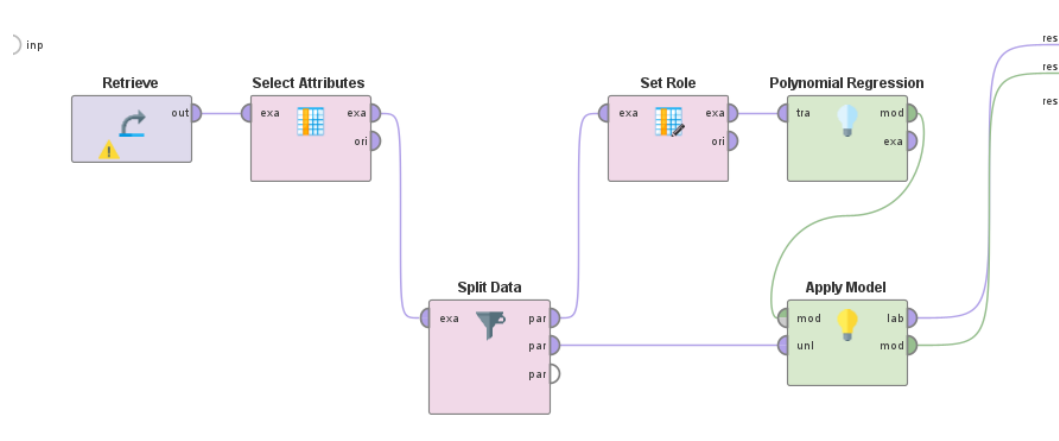 inp
res
res
res
Retrieve
out
Select Attributes
exa exa
ori
Set Role
exa exa
ori
Polynomial Regression
tra mod
exa
Split Data
exa par
par
par
Apply Model
mod lab
unl mod